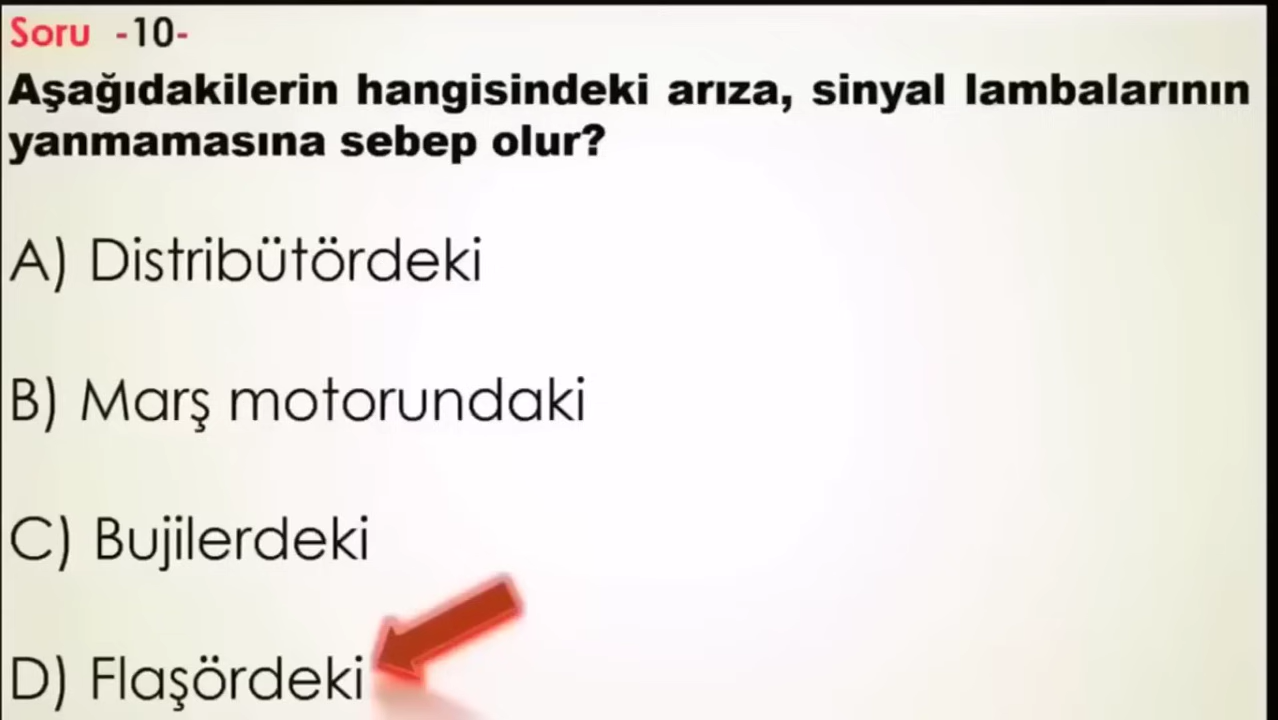 Soru -10-
Aşağıdakilerin hangisindeki arıza, sinyal lambalarının
yanmamasına sebep olur?
A) Distribütördeki
B) Marş motorundaki
C) Bujilerdeki
D) Flaşördeki